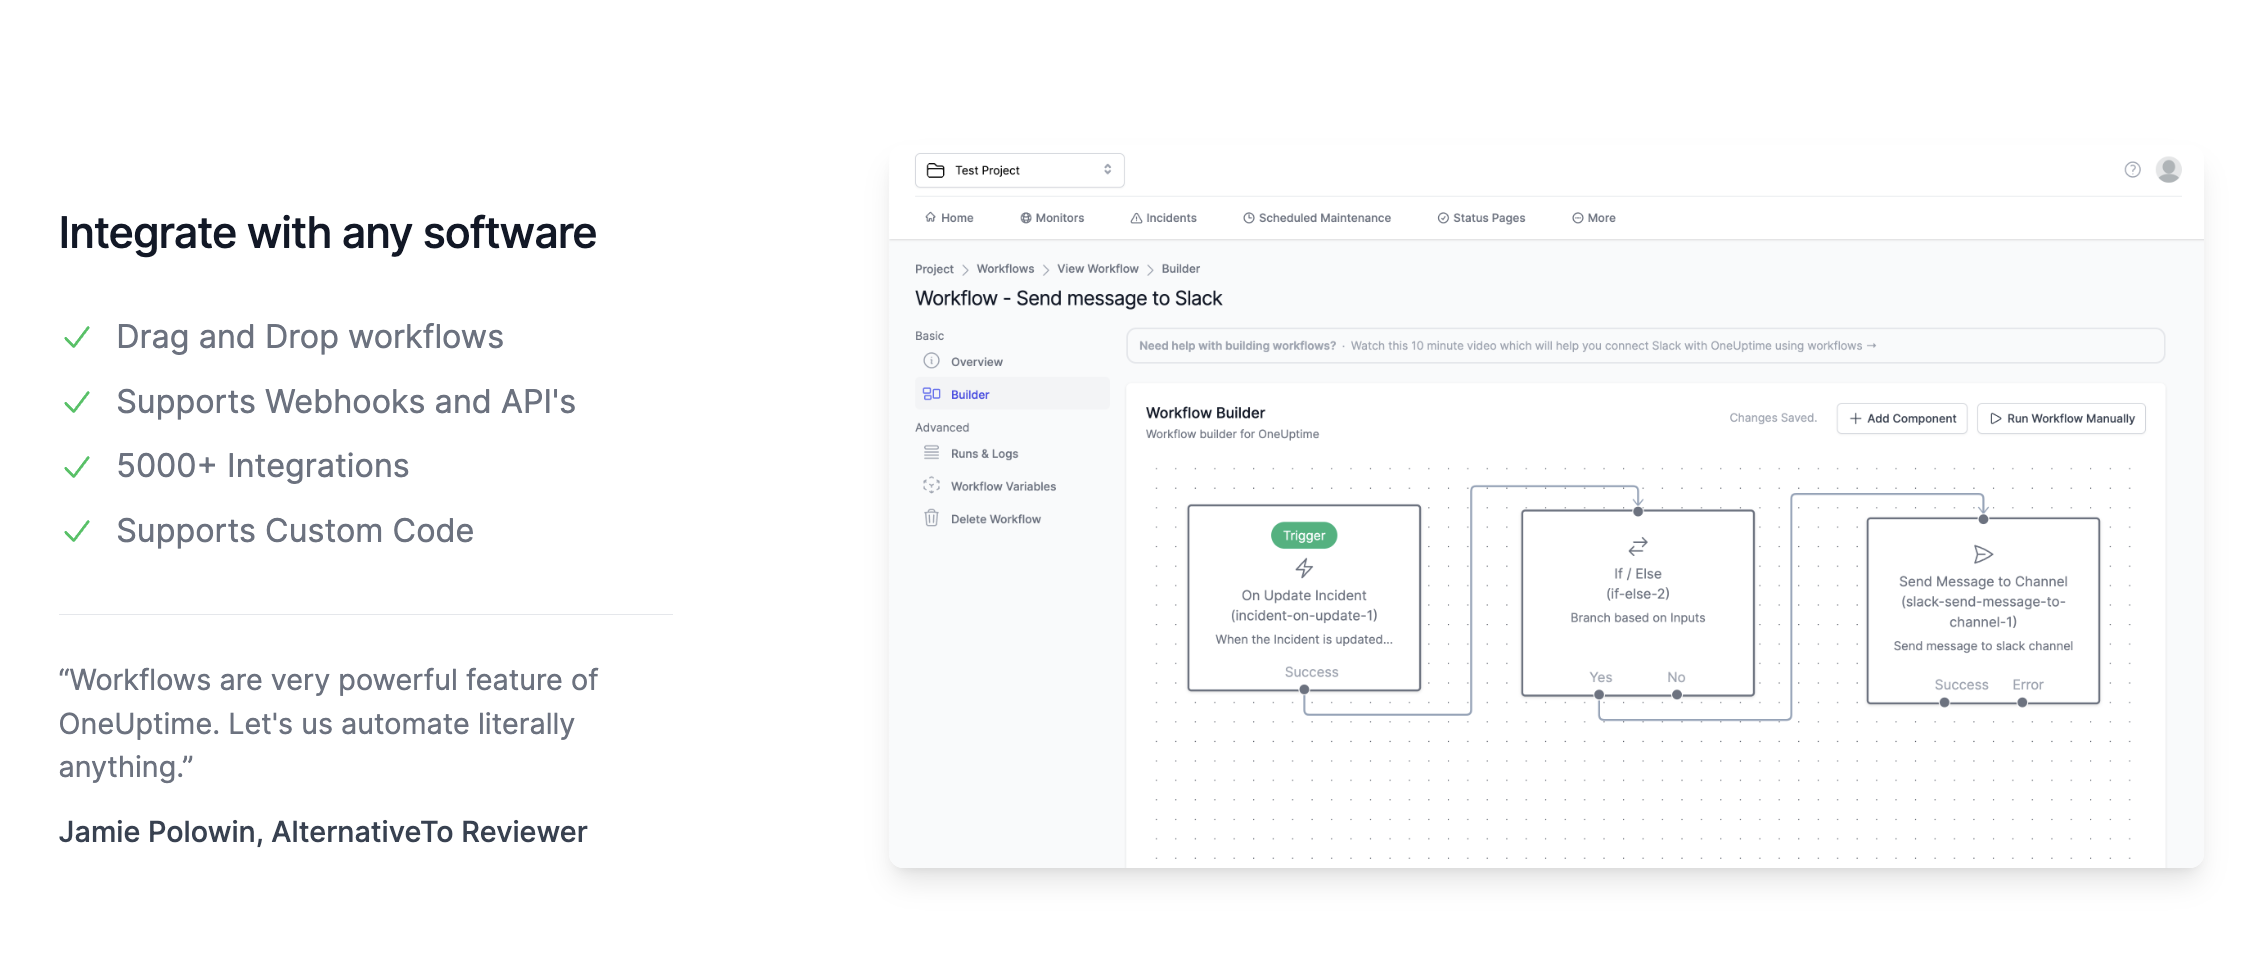 Integrate with any software
Drag and Drop workflows
Supports Webhooks and API's
5000+ Integrations
Supports Custom Code
“Workflows are very powerful feature of
OneUptime. Let's us automate literally
anything.”
Jamie Polowin, AlternativeTo Reviewer
Test Project
Home Monitors Incidents Scheduled Maintenance Status Pages More
Project Workflows View Workflow Builder
Workflow - Send message to Slack
Basic
Overview
Builder
Advanced
Runs & Logs
Workflow Variables
Delete Workflow
Need help with building workflows? · Watch this 10 minute video which will help you connect Slack with OneUptime using workflows →
Workflow Builder
Workflow builder for OneUptime
Changes Saved.
Add Component
Run Workflow Manually
Trigger
On Update Incident
(incident-on-update-1)
When the Incident is updated...
Success
If / Else
(if-else-2)
Branch based on Inputs
Yes No
Send Message to Channel
(slack-send-message-to-
channel-1)
Send message to slack channel
Success Error